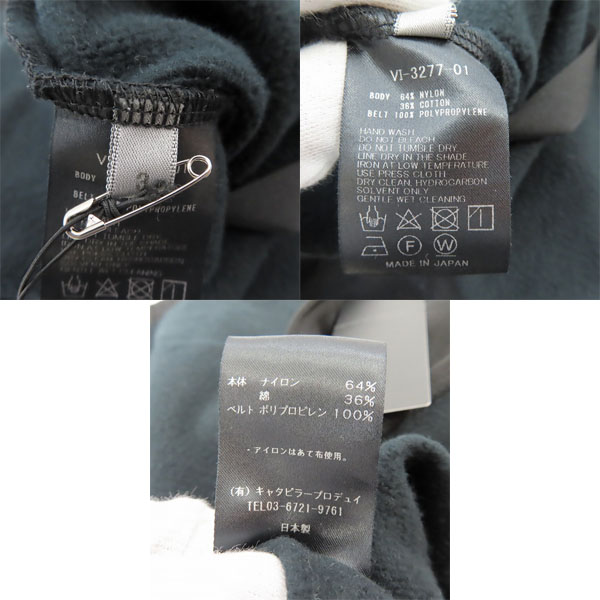 BODY
BELT
POLYPROPYLENE
VI-3277-01
BODY 64% NYLON
36% COTTON
BELT 100% POLYPROPYLENE
HAND WASH
DO NOT BLEACH
DO NOT TUMBLE DRY
LINE DRY IN THE SHADE
IRON AT LOW TEMPERATURE
USE PRESS CLOTH
DRY CLEAN, HYDROCARBON
SOLVENT ONLY
GENTLE WET CLEANING
F W
MADE IN JAPAN
本体 ナイロン 64%
綿 36%
ベルト ポリプロピレン 100%
- アイロンはあて布使用。
(有) キャタピラープロデュイ
TEL03-6721-9761
日本製